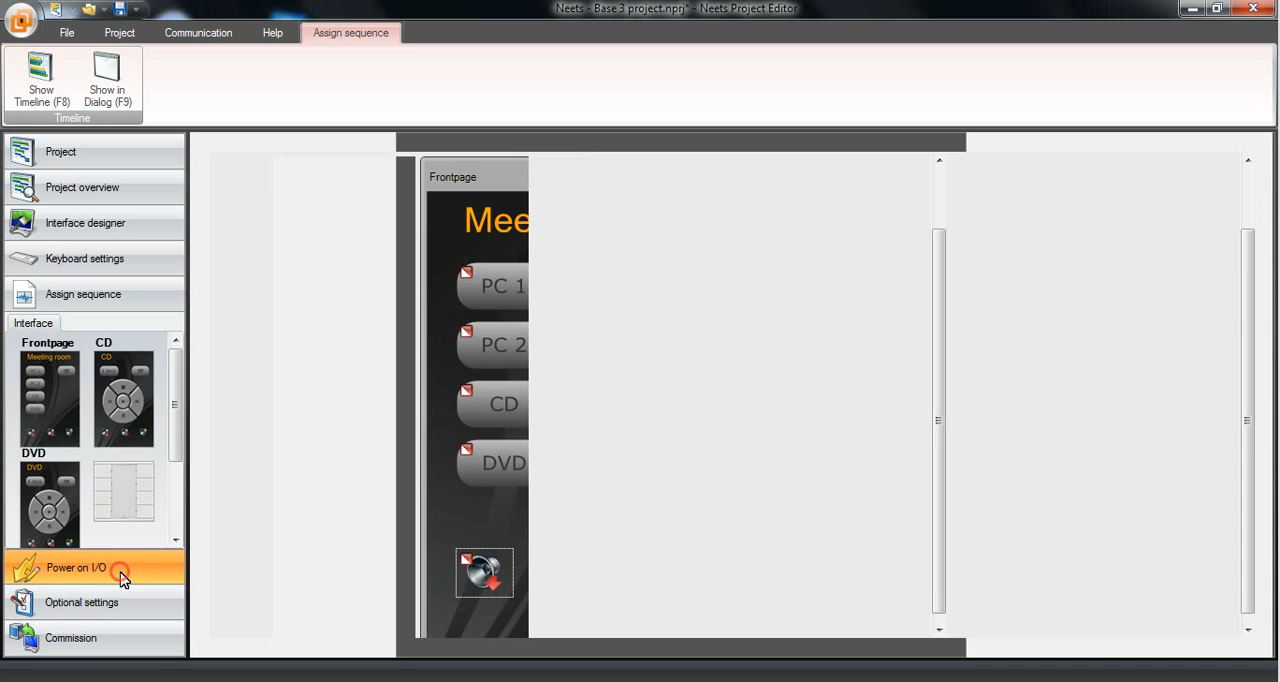 Neets - Base 3 project.nprj* - Neets Project Editor
File Project Communication Help Assign sequence
Show Timeline (F8)
Show in Dialog (F9)
Timeline
Project
Project overview
Interface designer
Keyboard settings
Assign sequence
Interface
Frontpage CD
Meeting room CD
DVD
DVD
Power on I/O
Optional settings
Commission
Frontpage
Mee
PC 1
PC 2
CD
DVD